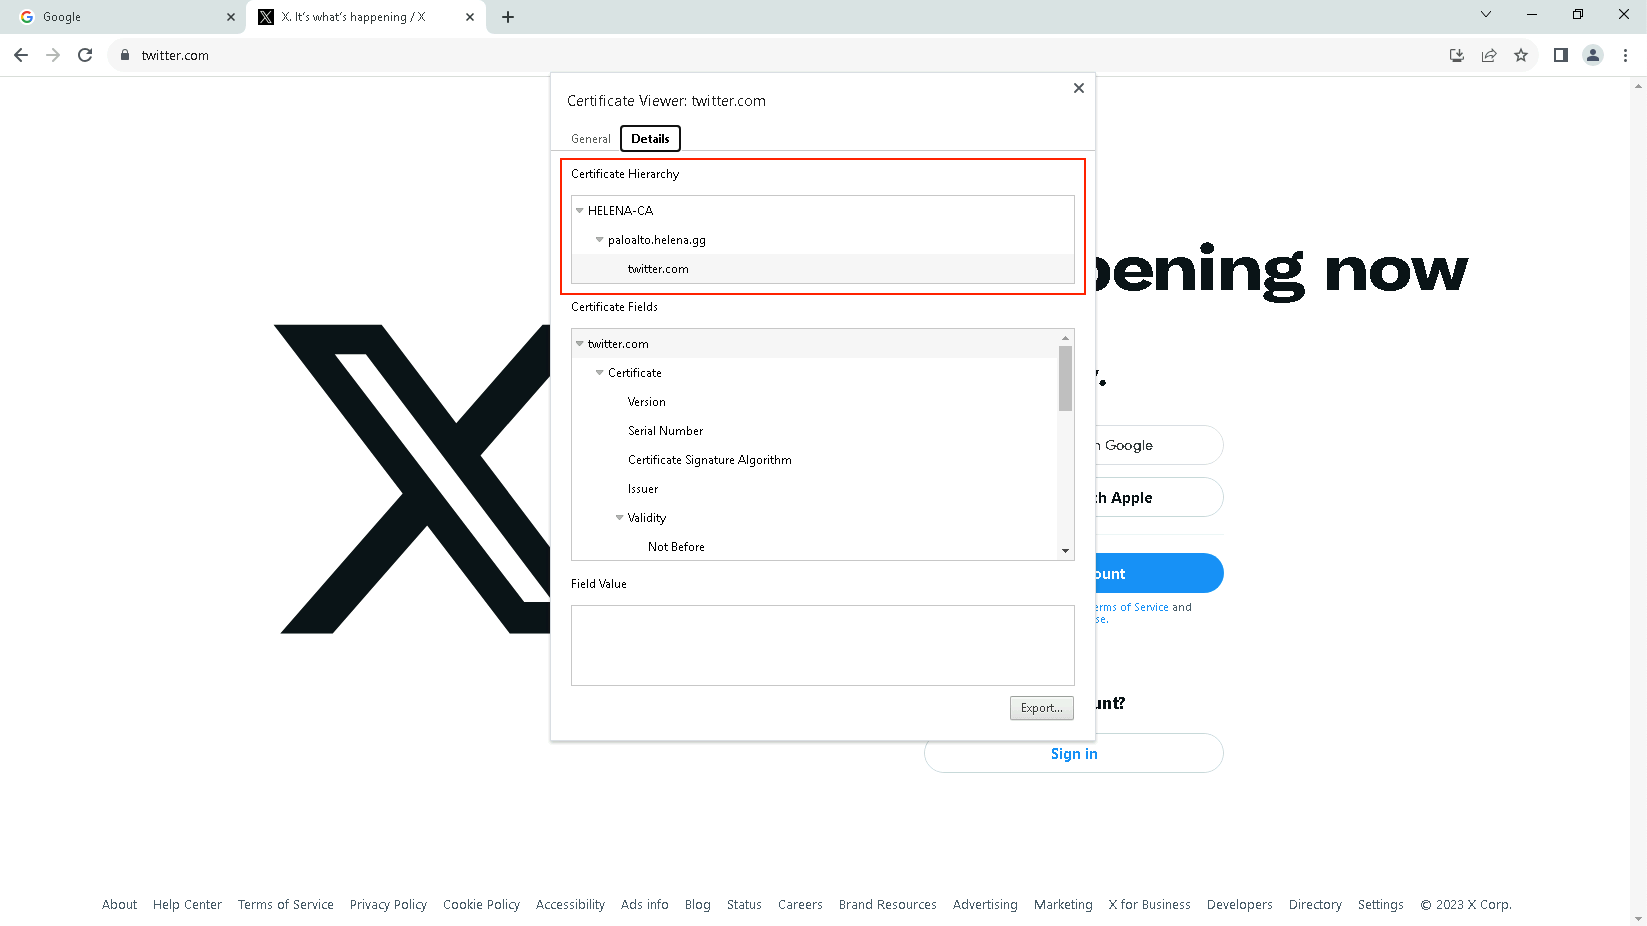 Google
X. It's what's happening / X
twitter.com
Certificate Viewer: twitter.com
General
Details
Certificate Hierarchy
HELENA-CA
paloalto.helena.gg
twitter.com
pening now
Certificate Fields
twitter.com
Certificate
y.
Version
Serial Number
n Google
Certificate Signature Algorithm
Issuer
th Apple
Validity
Not Before
ount
Field Value
erms of Service and
se.
Export...
unt?
Sign in
About Help Center Terms of Service Privacy Policy Cookie Policy Accessibility Ads info Blog Status Careers Brand Resources Advertising Marketing X for Business Developers Directory Settings © 2023 X Corp.